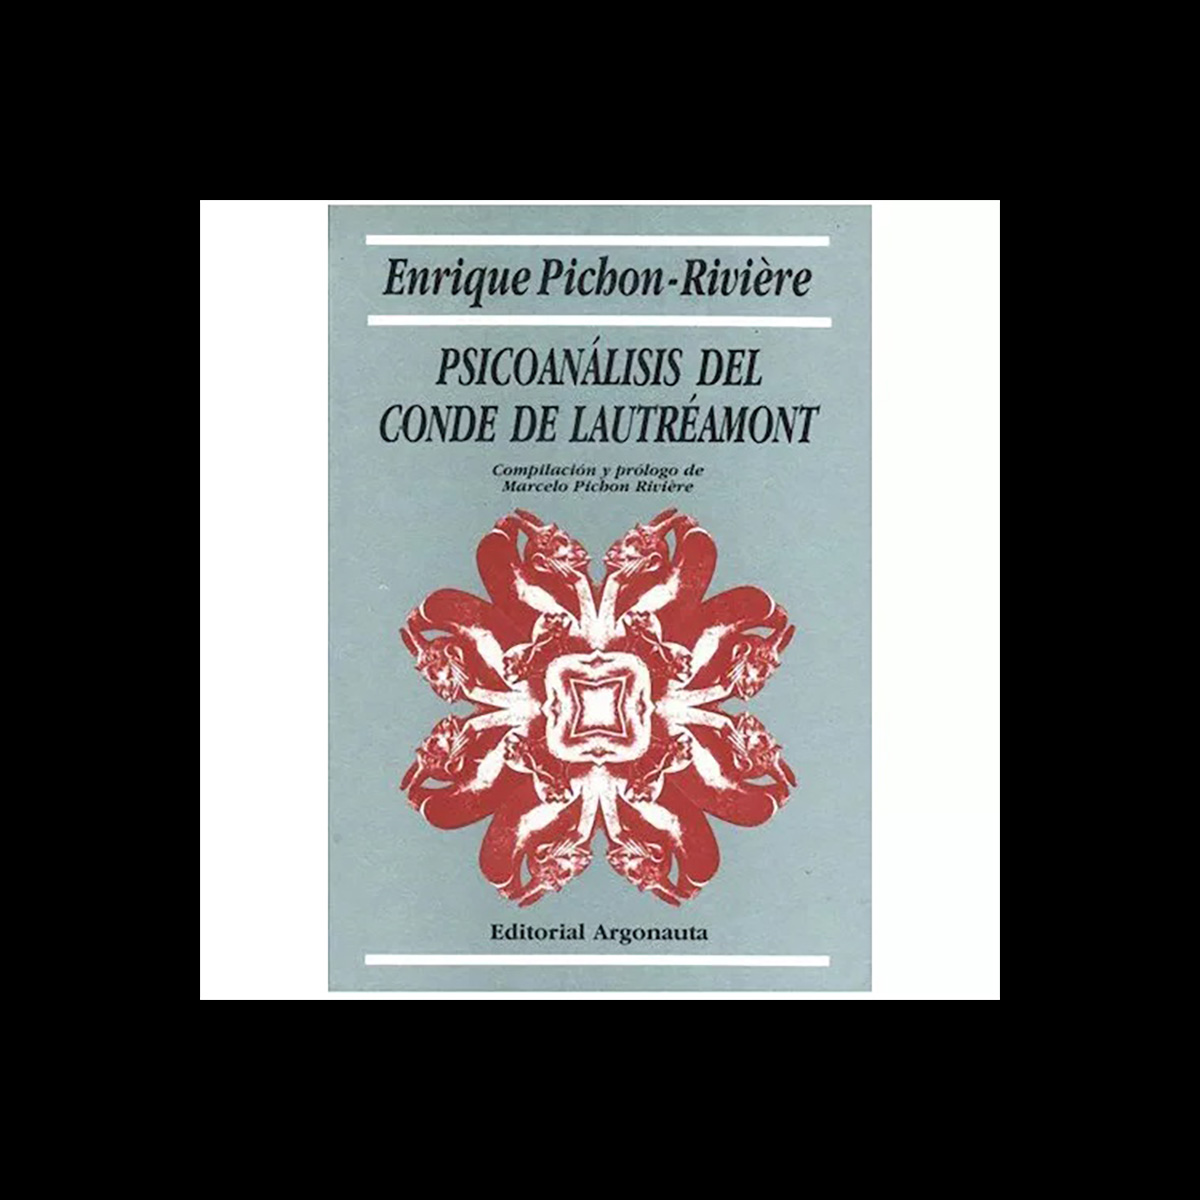 Enrique Pichon-Rivière
PSICOANÁLISIS DEL
CONDE DE LAUTRÉAMONT
Compilación y prólogo de
Marcelo Pichon Rivière
Editorial Argonauta